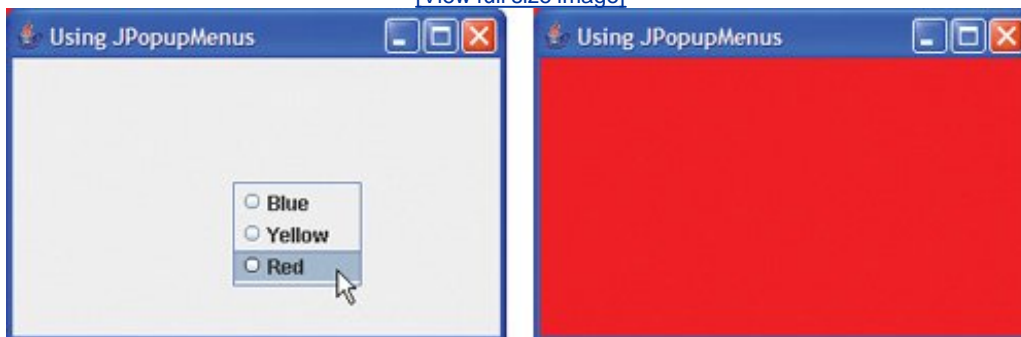 [View full size image]
Using JPopupMenus
Blue
Yellow
Red
Using JPopupMenus